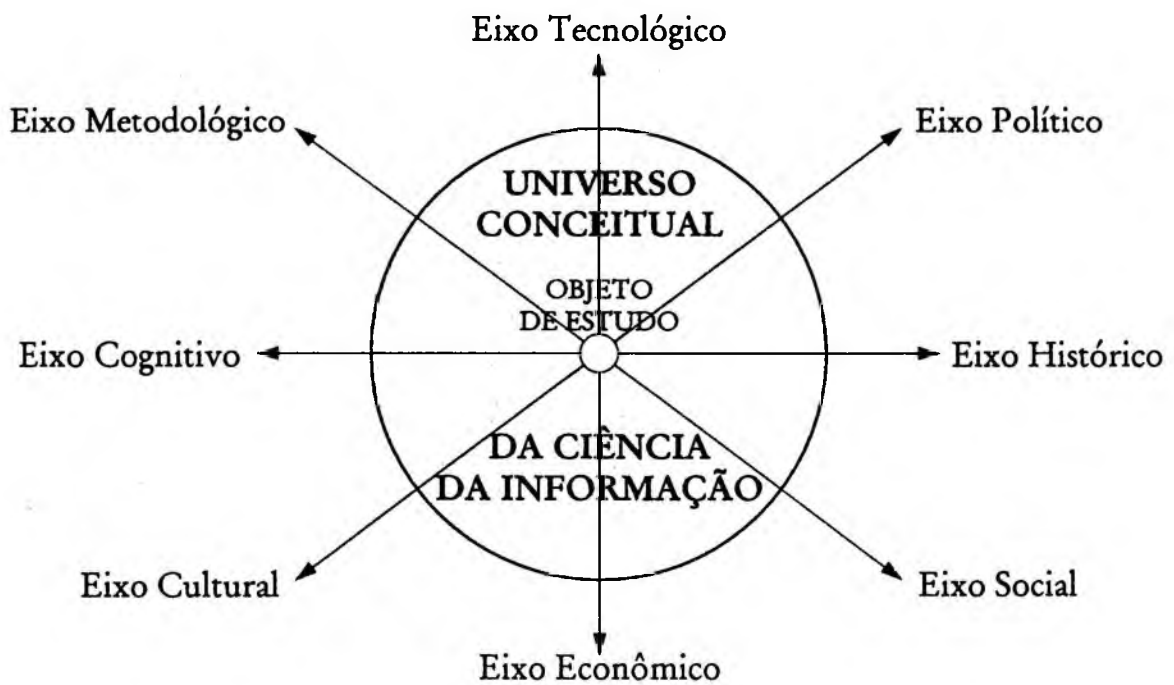 Eixo Tecnológico
Eixo Metodológico
Eixo Político
UNIVERSO
CONCEITUAL
OBJETO
DE ESTUDO
Eixo Cognitivo
Eixo Histórico
DA CIÊNCIA
DA INFORMAÇÃO
Eixo Cultural
Eixo Social
Eixo Econômico